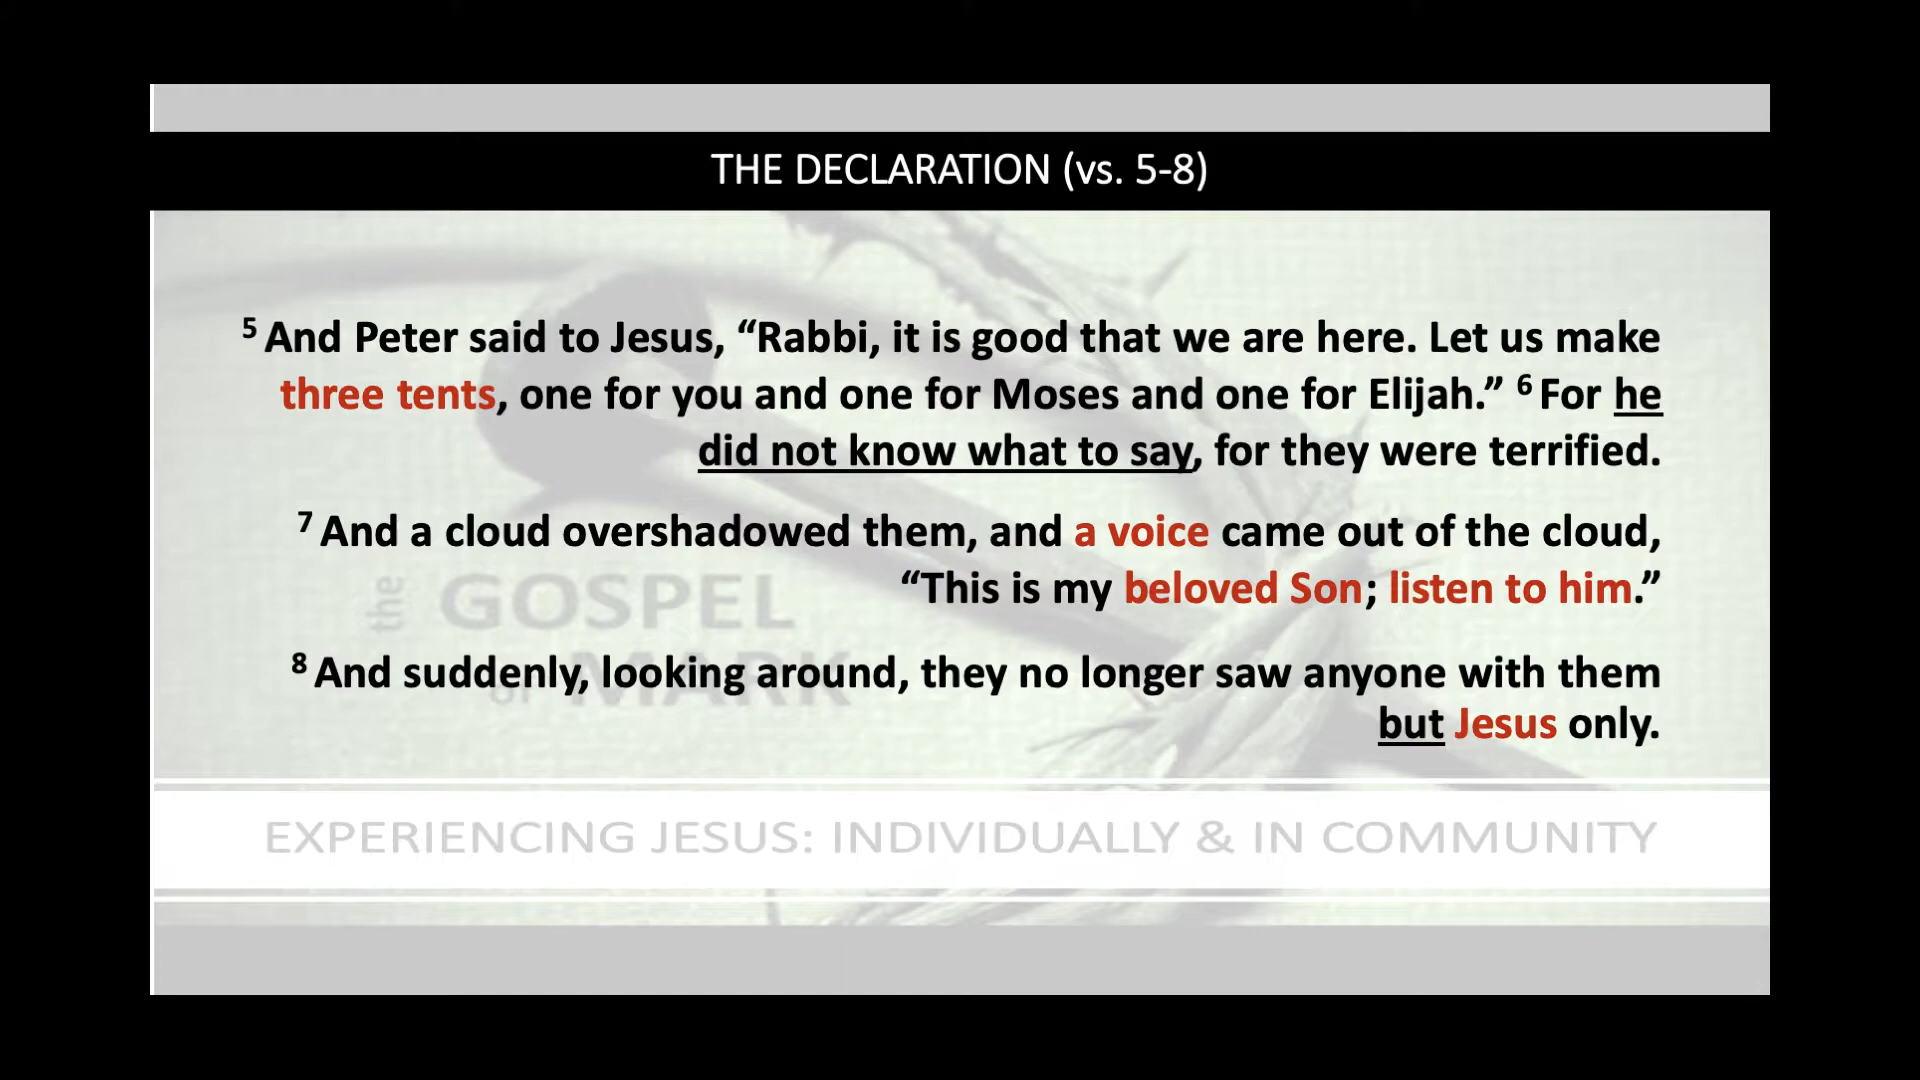 THE DECLARATION (vs. 5-8)
5 And Peter said to Jesus, “Rabbi, it is good that we are here. Let us make
three tents, one for you and one for Moses and one for Elijah.” 6 For he
did not know what to say, for they were terrified.
7 And a cloud overshadowed them, and a voice came out of the cloud,
“This is my beloved Son; listen to him.”
the
GOSPEL
of MARK
8 And suddenly, looking around, they no longer saw anyone with them
but Jesus only.
EXPERIENCING JESUS: INDIVIDUALLY & IN COMMUNITY